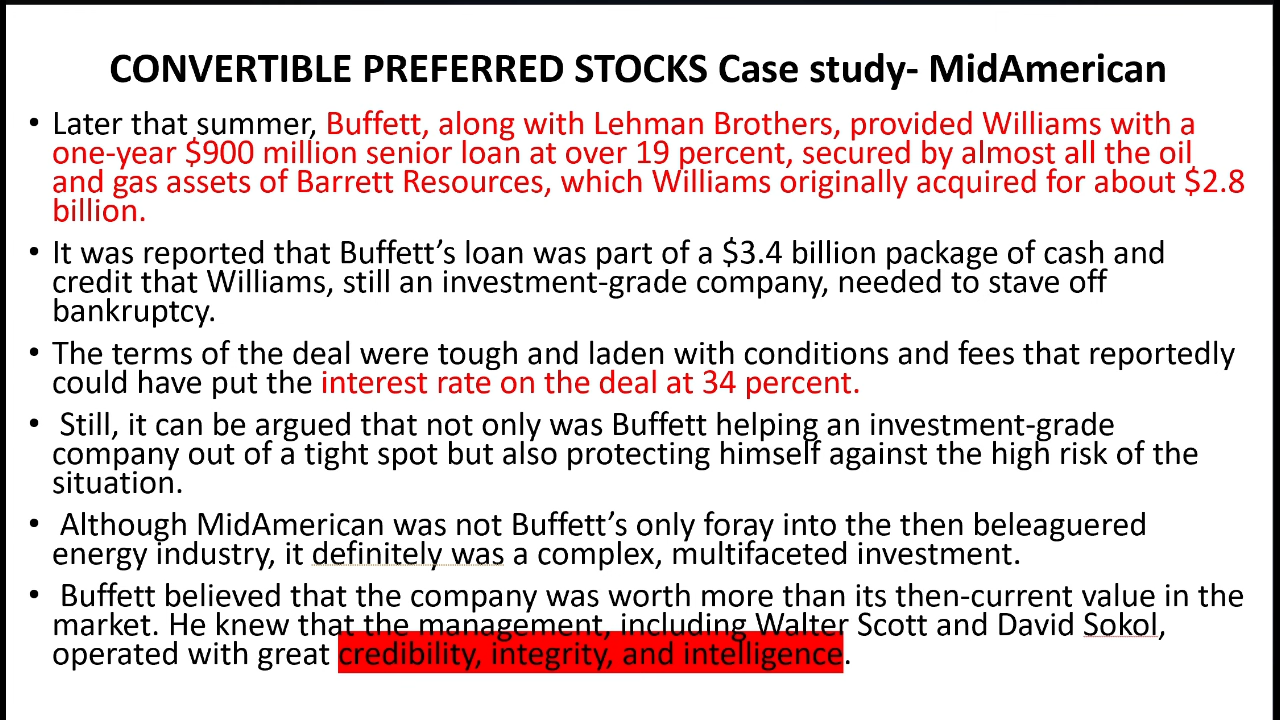 CONVERTIBLE PREFERRED STOCKS Case study- MidAmerican
• Later that summer, Buffett, along with Lehman Brothers, provided Williams with a
one-year $900 million senior loan at over 19 percent, secured by almost all the oil
and gas assets of Barrett Resources, which Williams originally acquired for about $2.8
billion.
• It was reported that Buffett’s loan was part of a $3.4 billion package of cash and
credit that Williams, still an investment-grade company, needed to stave off
bankruptcy.
• The terms of the deal were tough and laden with conditions and fees that reportedly
could have put the interest rate on the deal at 34 percent.
• Still, it can be argued that not only was Buffett helping an investment-grade
company out of a tight spot but also protecting himself against the high risk of the
situation.
• Although MidAmerican was not Buffett’s only foray into the then beleaguered
energy industry, it definitely was a complex, multifaceted investment.
• Buffett believed that the company was worth more than its then-current value in the
market. He knew that the management, including Walter Scott and David Sokol,
operated with great credibility, integrity, and intelligence.